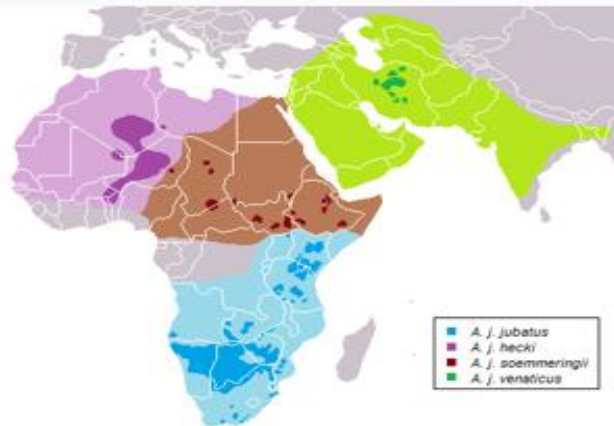 A. j. jubatus
A. j. hecki
A. j. soemmeringii
A. j. venaticus